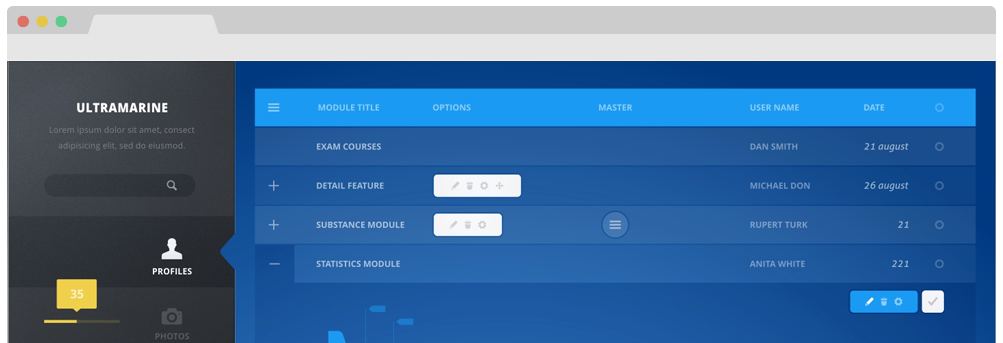 ULTRAMARINE
Lorem ipsum dolor sit amet, consect
adipisicing elit, sed do eiusmod.
PROFILES
35
PHOTOS
MODULE TITLE OPTIONS MASTER USER NAME DATE
EXAM COURSES DAN SMITH 21 august
DETAIL FEATURE MICHAEL DON 26 august
SUBSTANCE MODULE RUPERT TURK 21
STATISTICS MODULE ANITA WHITE 221